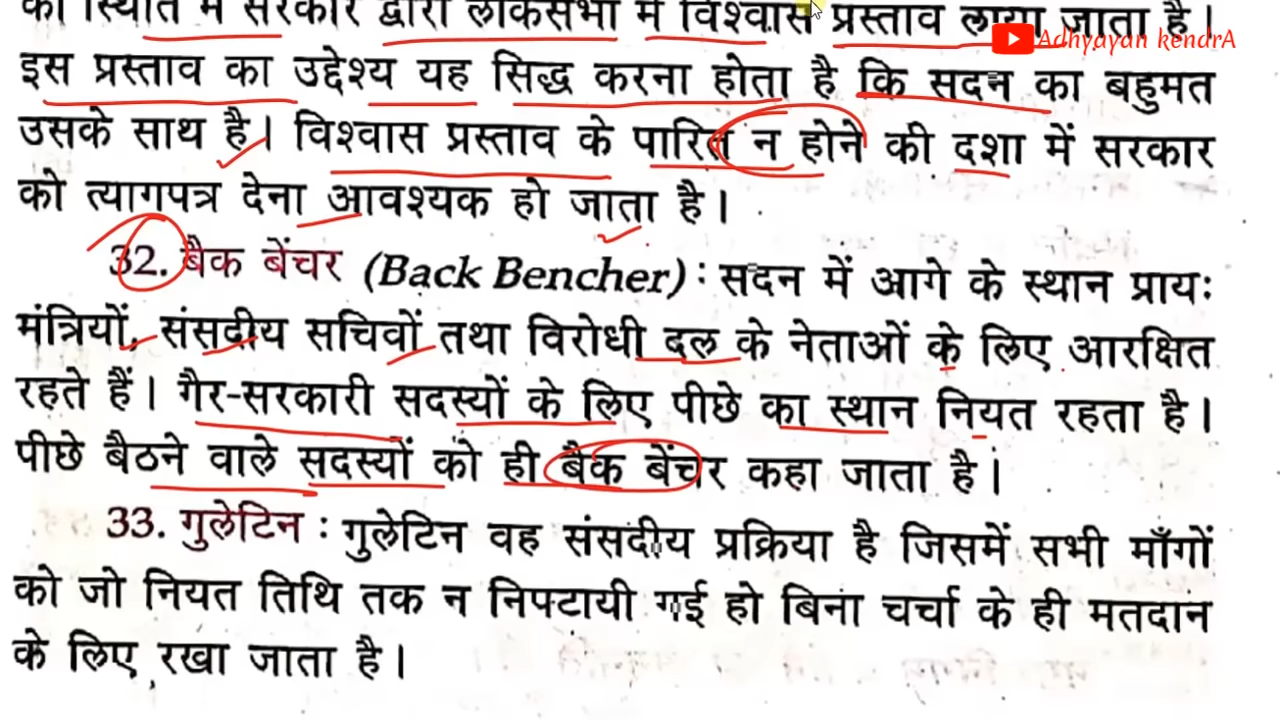 की स्थिति में सरकार द्वारा लोकसभा में विश्वास प्रस्ताव लाया जाता है।
Adhyayan kendrA
इस प्रस्ताव का उद्देश्य यह सिद्ध करना होता है कि सदन का बहुमत
उसके साथ है। विश्वास प्रस्ताव के पारित न होने की दशा में सरकार
को त्यागपत्र देना आवश्यक हो जाता है।
32. बैक बेंचर (Back Bencher) : सदन में आगे के स्थान प्रायः
मंत्रियों, संसदीय सचिवों तथा विरोधी दल के नेताओं के लिए आरक्षित
रहते हैं। गैर-सरकारी सदस्यों के लिए पीछे का स्थान नियत रहता है।
पीछे बैठने वाले सदस्यों को ही बैक बेंचर कहा जाता है।
33. गुलेटिन : गुलेटिन वह संसदीय प्रक्रिया है जिसमें सभी माँगों
को जो नियत तिथि तक न निपटायी गई हो बिना चर्चा के ही मतदान
के लिए रखा जाता है।